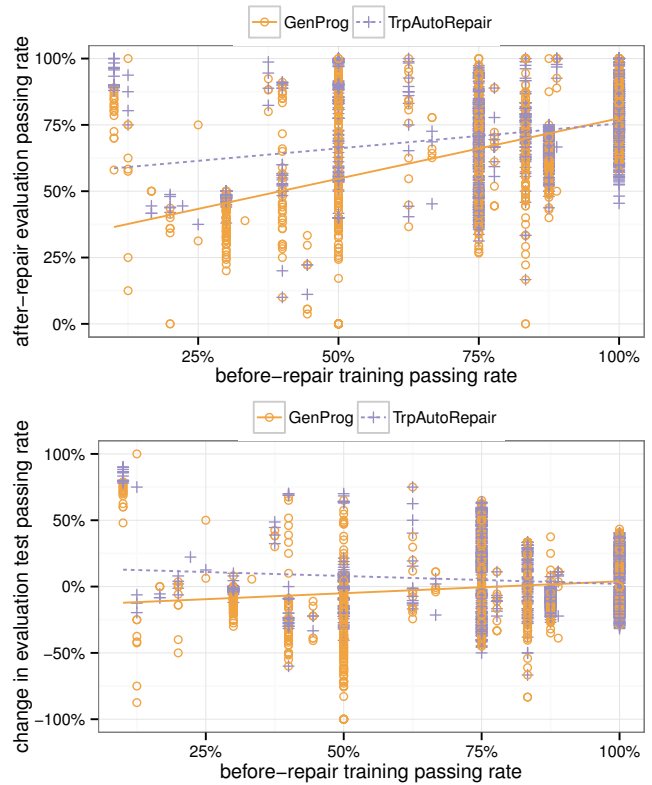 GenProg TrpAutoRepair
100%
75%
50%
25%
0%
after−repair evaluation passing rate
25% 50% 75% 100%
before−repair training passing rate
GenProg TrpAutoRepair
100%
50%
0%
−50%
−100%
change in evaluation test passing rate
25% 50% 75% 100%
before−repair training passing rate